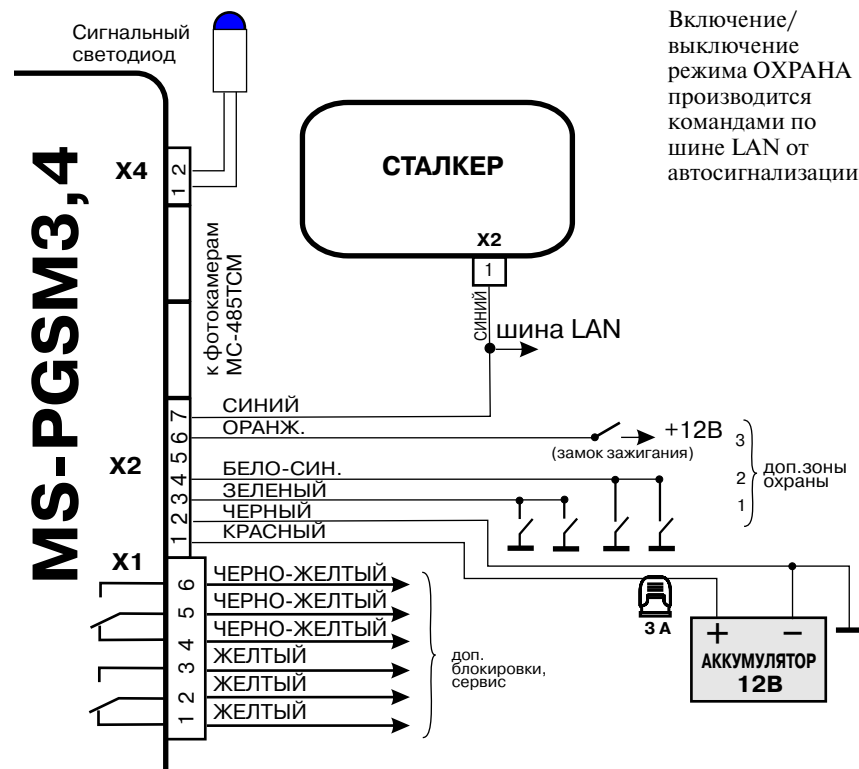 Сигнальный
светодиод
Включение/
выключение
режима ОХРАНА
производится
командами по
шине LAN от
автосигнализации
MS-PGSM3,4
X4
2
1
СТАЛКЕР
X2
1
СИНИЙ
шина LAN
к фотокамерам
МС-485ТСМ
X2
7
6
5
4
3
2
1
СИНИЙ
ОРАНЖ.
БЕЛО-СИН.
ЗЕЛЕНЫЙ
ЧЕРНЫЙ
КРАСНЫЙ
+12В
(замок зажигания)
3
2
1
доп.зоны
охраны
X1
6
5
4
3
2
1
ЧЕРНО-ЖЕЛТЫЙ
ЧЕРНО-ЖЕЛТЫЙ
ЧЕРНО-ЖЕЛТЫЙ
ЖЕЛТЫЙ
ЖЕЛТЫЙ
ЖЕЛТЫЙ
доп.
блокировки,
сервис
3 А
+ −
АККУМУЛЯТОР
12В